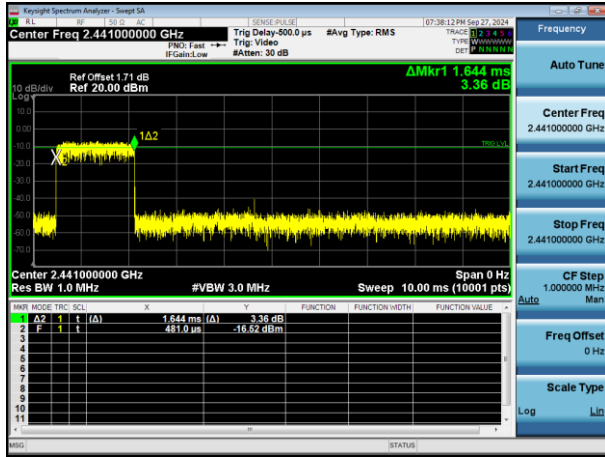 Keysight Spectrum Analyzer - Swept SA
R L RF 50 Ω AC SENSE:PULSE 07:38:12 PM Sep 27, 2024
Center Freq 2.441000000 GHz
PNO: Fast
IFGain:Low
Trig Delay-500.0 µs
Trig: Video
#Atten: 30 dB
#Avg Type: RMS
TRACE 1 2 3 4 5 6
TYPE WWWWWW
DET P N N N N N
Frequency
Auto Tune
Center Freq
2.441000000 GHz
Start Freq
2.441000000 GHz
Stop Freq
2.441000000 GHz
CF Step
1.000000 MHz
Auto Man
Freq Offset
0 Hz
Scale Type
Log Lin
Ref Offset 1.71 dB
10 dB/div Ref 20.00 dBm
Log
ΔMkr1 1.644 ms
3.36 dB
10.0
0.00
-10.0
-20.0
-30.0
-40.0
-50.0
-60.0
-70.0
1Δ2
TRIG LVL
Center 2.441000000 GHz Span 0 Hz
Res BW 1.0 MHz #VBW 3.0 MHz Sweep 10.00 ms (10001 pts)
MKR MODE TRC SCL X Y FUNCTION FUNCTION WIDTH FUNCTION VALUE
1 Δ2 1 t (Δ) 1.644 ms (Δ) 3.36 dB
2 F 1 t 481.0 µs -16.52 dBm
3
4
5
6
7
8
9
10
11
MSG STATUS